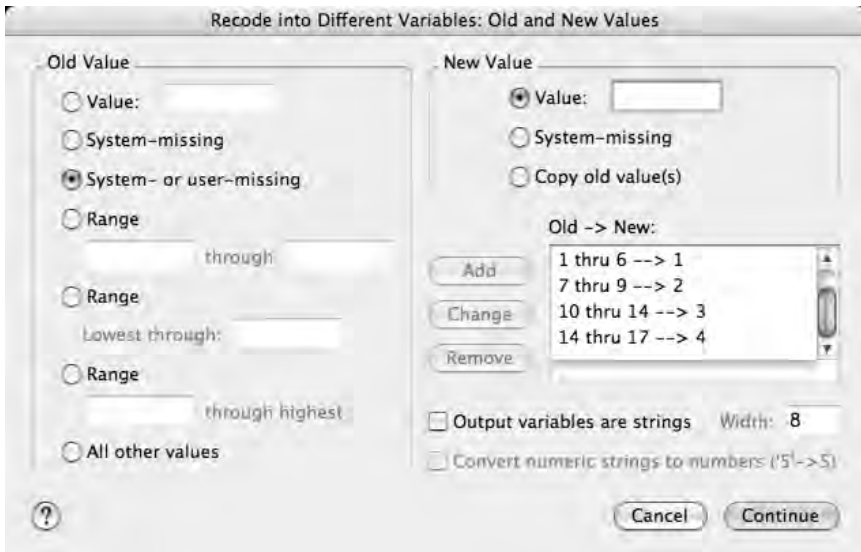 Recode into Different Variables: Old and New Values
Old Value
Value:
System-missing
System- or user-missing
Range
through
Range
Lowest through:
Range
through highest
All other values
New Value
Value:
System-missing
Copy old value(s)
Old -> New:
1 thru 6 --> 1
7 thru 9 --> 2
10 thru 14 --> 3
14 thru 17 --> 4
Add
Change
Remove
Output variables are strings Width: 8
Convert numeric strings to numbers ('5'->5)
?
Cancel
Continue